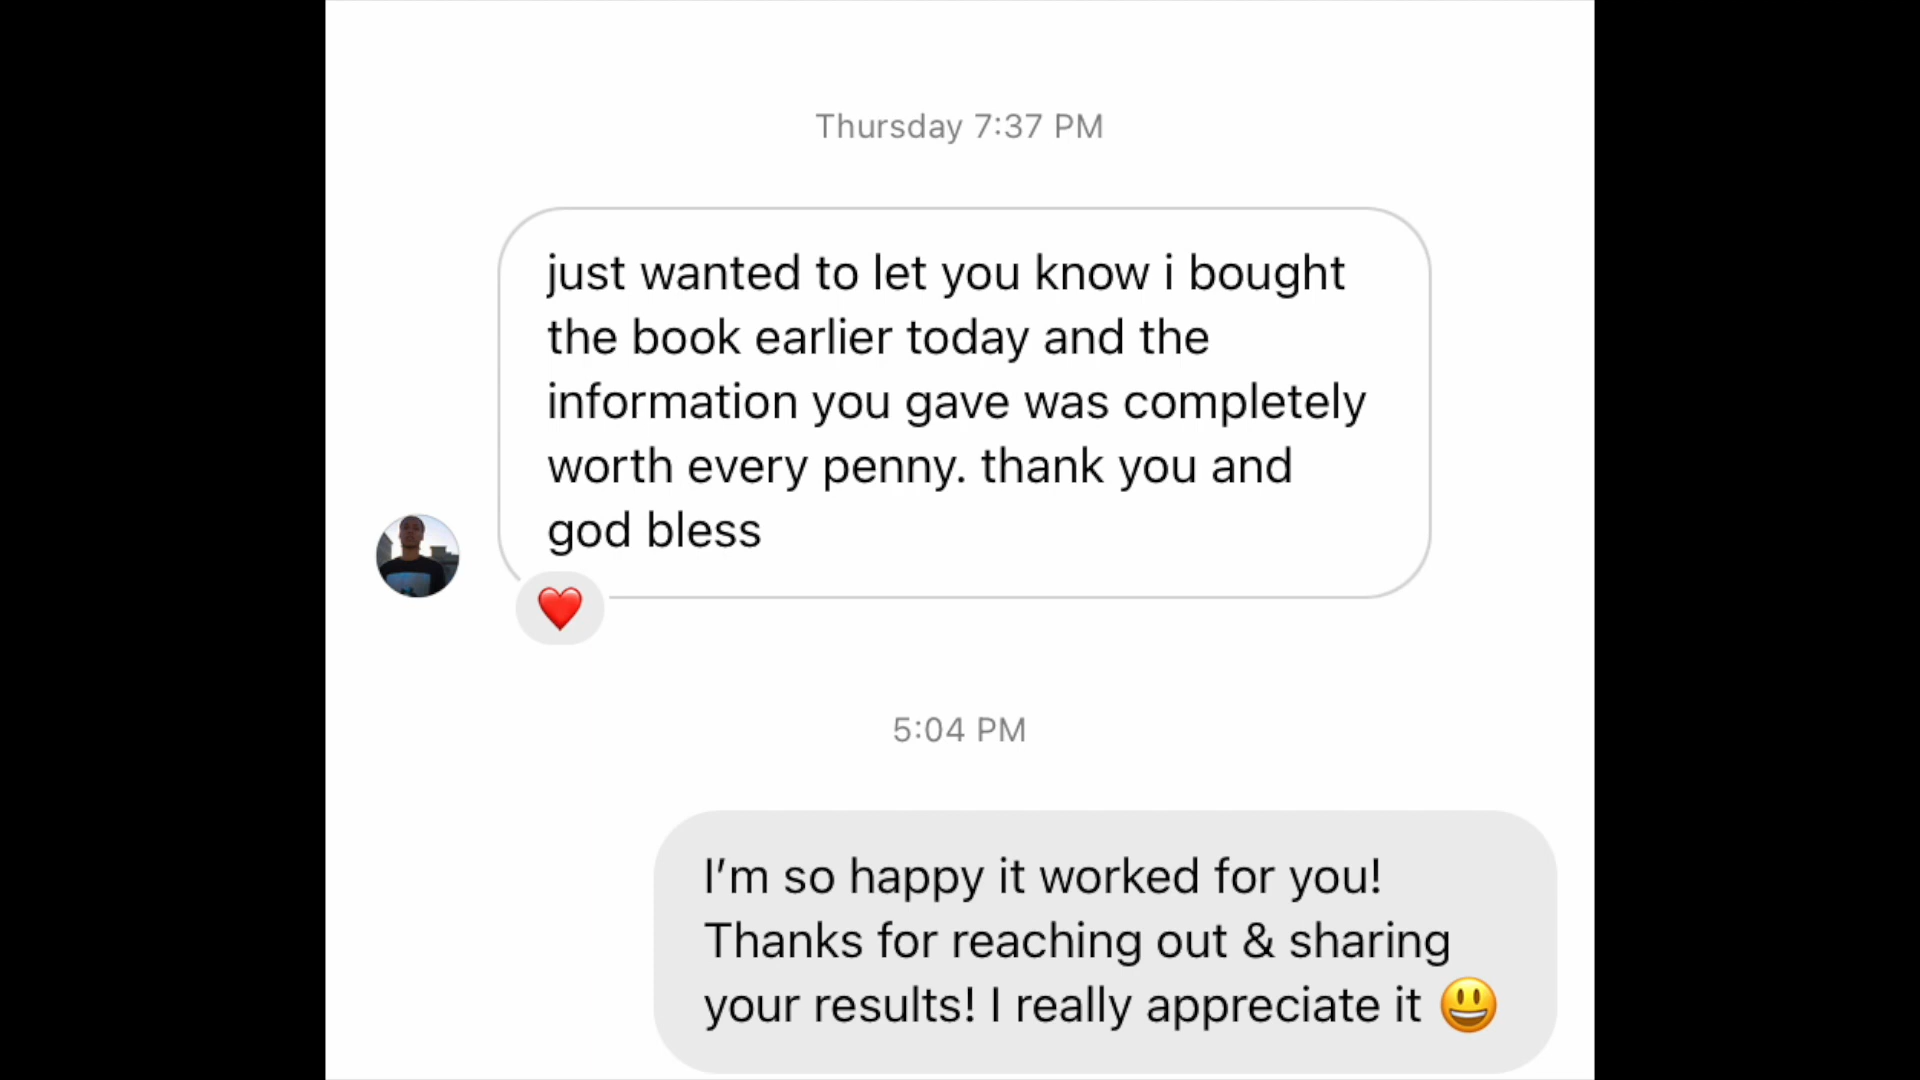 Thursday 7:37 PM
just wanted to let you know i bought
the book earlier today and the
information you gave was completely
worth every penny. thank you and
god bless
5:04 PM
I’m so happy it worked for you!
Thanks for reaching out & sharing
your results! I really appreciate it 😃